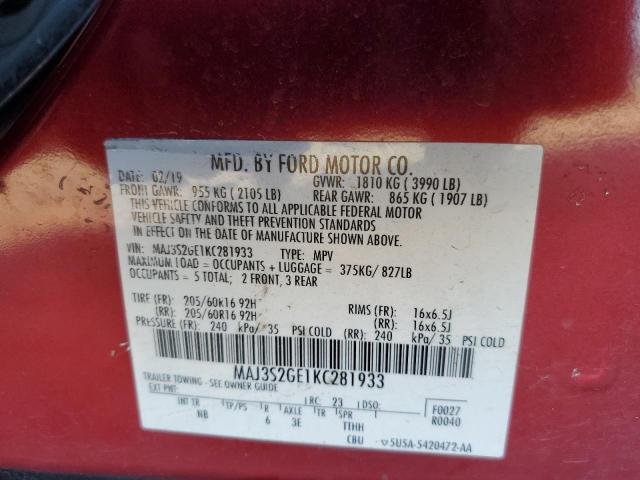 MFD. BY FORD MOTOR CO.
DATE: 02/19 GVWR: 1810 KG ( 3990 LB)
FRONT GAWR: 955 KG ( 2105 LB) REAR GAWR: 865 KG ( 1907 LB)
THIS VEHICLE CONFORMS TO ALL APPLICABLE FEDERAL MOTOR
VEHICLE SAFETY AND THEFT PREVENTION STANDARDS
IN EFFECT ON THE DATE OF MANUFACTURE SHOWN ABOVE.
VIN: MAJ3S2GE1KC281933 TYPE: MPV
MAXIMUM LOAD = OCCUPANTS + LUGGAGE = 375KG/ 827LB
OCCUPANTS = 5 TOTAL; 2 FRONT, 3 REAR
TIRE (FR): 205/60R16 92H RIMS (FR): 16x6.5J
(RR): 205/60R16 92H (RR): 16x6.5J
PRESSURE (FR): 240 kPa/ 35 PSI COLD (RR): 240 kPa/ 35 PSI COLD
MAJ3S2GE1KC281933
TRAILER TOWING - SEE OWNER GUIDE
EXT PNT: RC: 23 DSO: F0027
INT TR TP/PS R AXLE TR SPR R0040
NB 6 3E TTHH
CBU 5U5A-5420472-AA